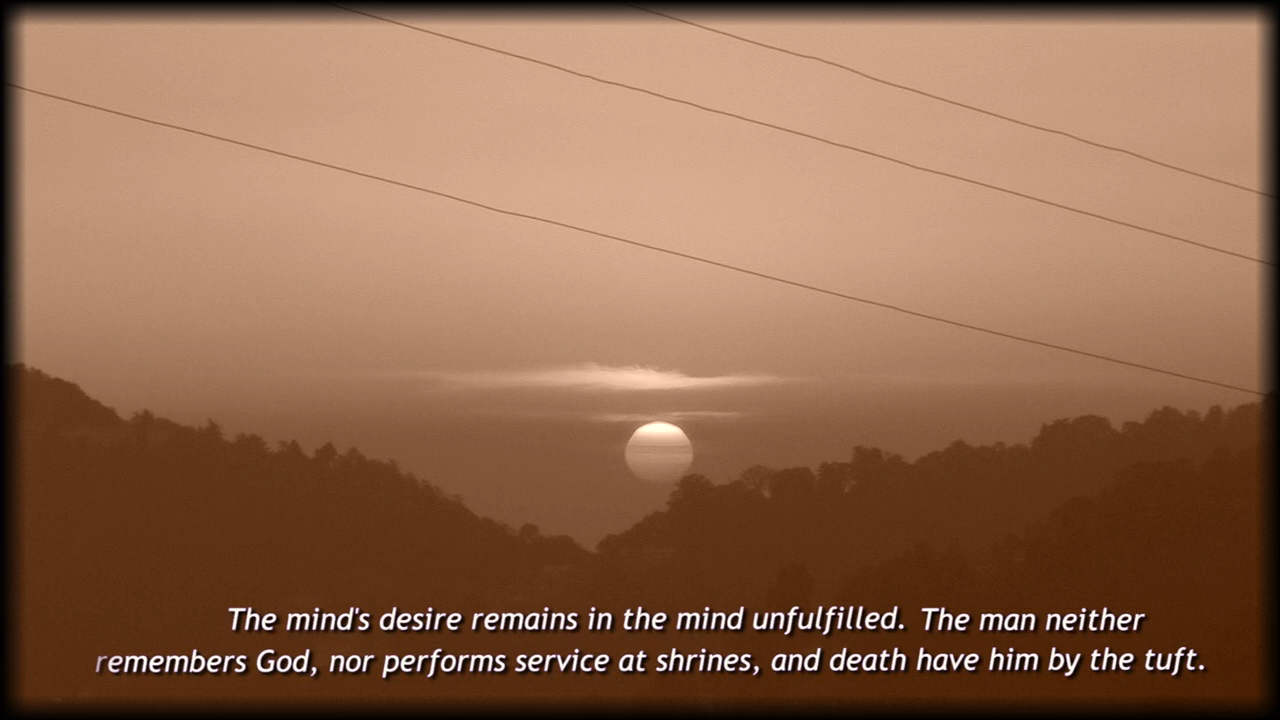 The mind's desire remains in the mind unfulfilled. The man neither
remembers God, nor performs service at shrines, and death have him by the tuft.